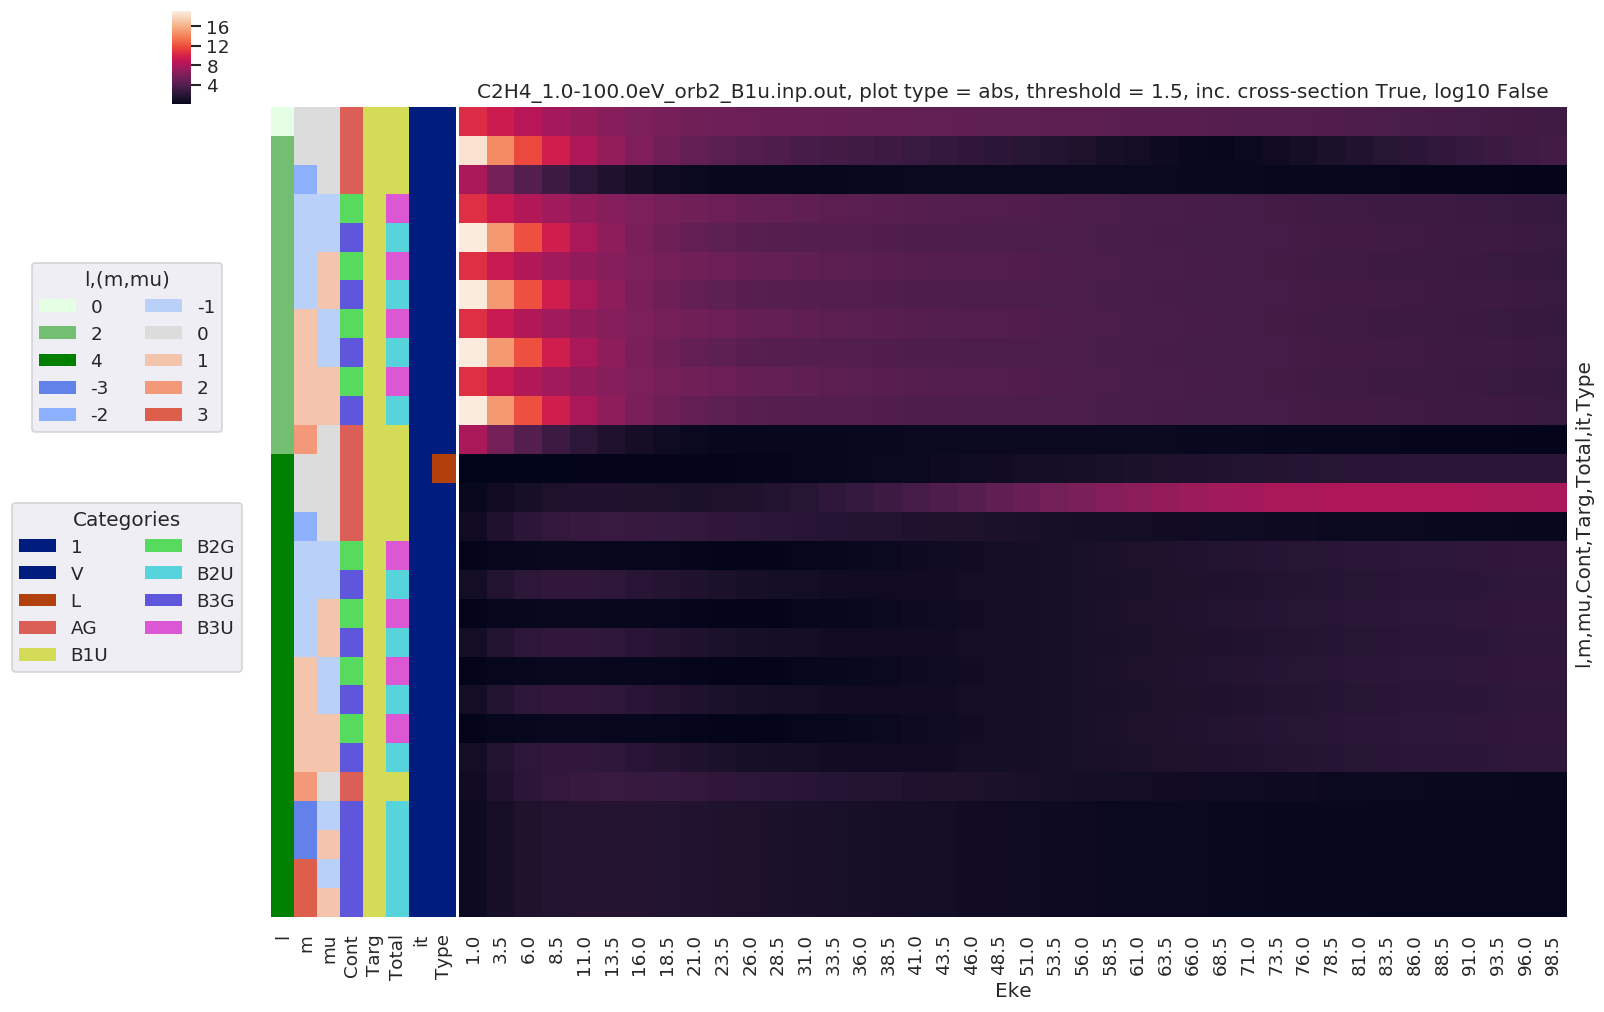 16
12
8
4
C2H4_1.0-100.0eV_orb2_B1u.inp.out, plot type = abs, threshold = 1.5, inc. cross-section True, log10 False
l,(m,mu)
0 -1
2 0
4 1
-3 2
-2 3
Categories
1 B2G
V B2U
L B3G
AG B3U
B1U
l,m,mu,Cont,Targ,Total,it,Type
l m mu Cont Targ Total it Type
1.0 3.5 6.0 8.5 11.0 13.5 16.0 18.5 21.0 23.5 26.0 28.5 31.0 33.5 36.0 38.5 41.0 43.5 46.0 48.5 51.0 53.5 56.0 58.5 61.0 63.5 66.0 68.5 71.0 73.5 76.0 78.5 81.0 83.5 86.0 88.5 91.0 93.5 96.0 98.5
Eke